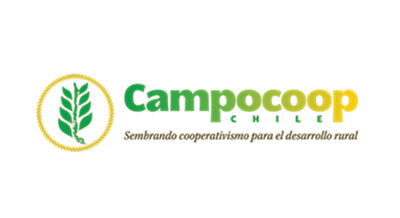 Campocoop
CHILE
Sembrando cooperativismo para el desarrollo rural